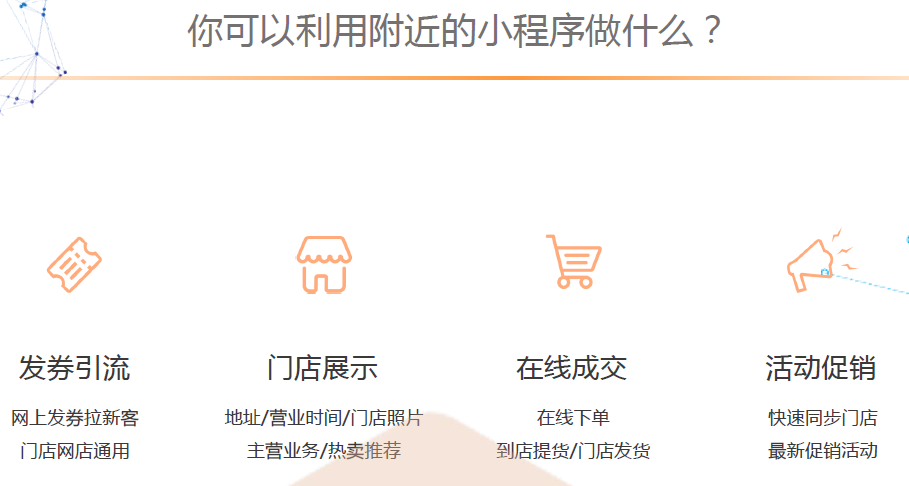 你可以利用附近的小程序做什么？
发券引流
网上发券拉新客
门店网店通用
门店展示
地址/营业时间/门店照片
主营业务/热卖推荐
在线成交
在线下单
到店提货/门店发货
活动促销
快速同步门店
最新促销活动